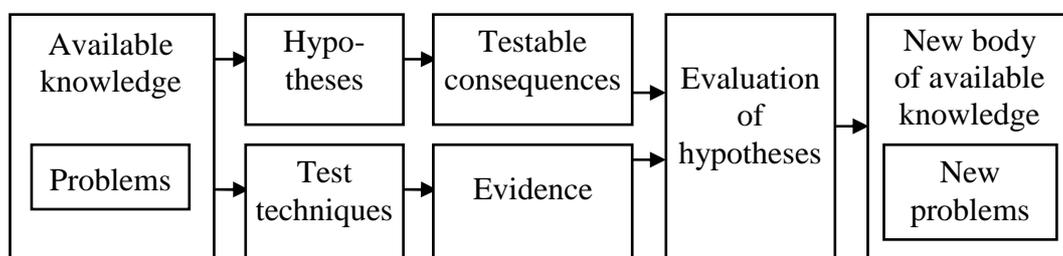 Available
knowledge
Problems
Hypo-
theses
Test
techniques
Testable
consequences
Evidence
Evaluation
of
hypotheses
New body
of available
knowledge
New
problems